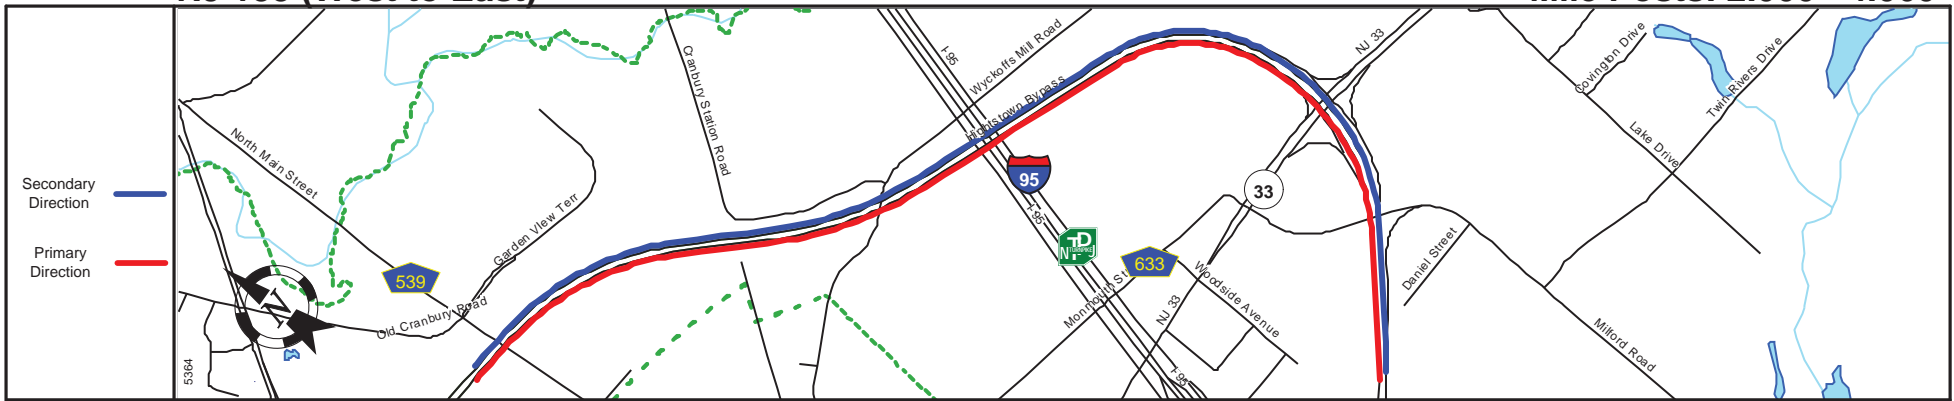 Secondary
Direction
Primary
Direction
North Main Street
539
Old Cranbury Road
Garden View Terr
N
5364
Cranbury Station Road
I-95
Wyckoffs Mill Road
Hightstown Bypass
95
I-95
TP
N TURNPIKE J
Monmouth St
633
NJ 33
Woodside Avenue
I-95
33
NJ 33
Daniel Street
Covington Drive
Twin Rivers Drive
Lake Drive
Milford Road